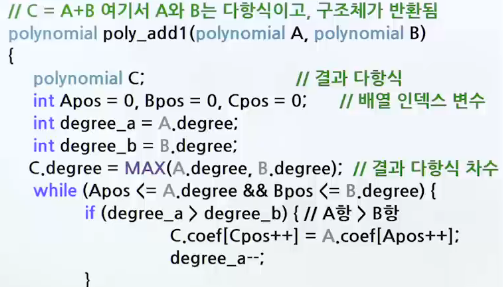 // C = A+B 여기서 A와 B는 다항식이고, 구조체가 반환됨
polynomial poly_add1(polynomial A, polynomial B)
{
polynomial C; // 결과 다항식
int Apos = 0, Bpos = 0, Cpos = 0; // 배열 인덱스 변수
int degree_a = A.degree;
int degree_b = B.degree;
C.degree = MAX(A.degree, B.degree); // 결과 다항식 차수
while (Apos <= A.degree && Bpos <= B.degree) {
if (degree_a > degree_b) { // A항 > B항
C.coef[Cpos++] = A.coef[Apos++];
degree_a--;
}